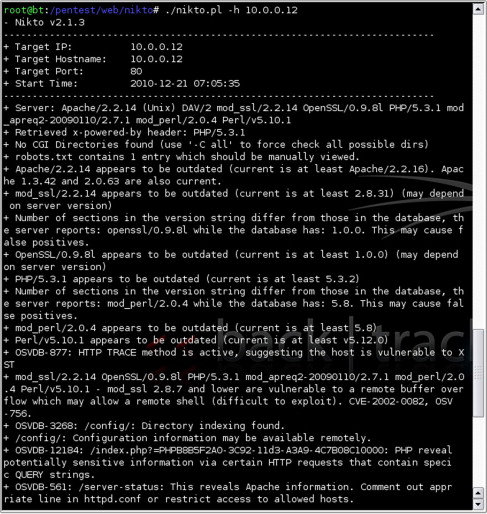 root@bt:/pentest/web/nikto# ./nikto.pl -h 10.0.0.12
- Nikto v2.1.3
---------------------------------------------------------------------------
+ Target IP: 10.0.0.12
+ Target Hostname: 10.0.0.12
+ Target Port: 80
+ Start Time: 2010-12-21 07:05:35
---------------------------------------------------------------------------
+ Server: Apache/2.2.14 (Unix) DAV/2 mod_ssl/2.2.14 OpenSSL/0.9.8l PHP/5.3.1 mod
_apreq2-20090110/2.7.1 mod_perl/2.0.4 Perl/v5.10.1
+ Retrieved x-powered-by header: PHP/5.3.1
+ No CGI Directories found (use '-C all' to force check all possible dirs)
+ robots.txt contains 1 entry which should be manually viewed.
+ Apache/2.2.14 appears to be outdated (current is at least Apache/2.2.16). Apac
he 1.3.42 and 2.0.63 are also current.
+ mod_ssl/2.2.14 appears to be outdated (current is at least 2.8.31) (may depend
on server version)
+ Number of sections in the version string differ from those in the database, th
e server reports: openssl/0.9.8l while the database has: 1.0.0. This may cause f
alse positives.
+ OpenSSL/0.9.8l appears to be outdated (current is at least 1.0.0) (may depend
on server version)
+ PHP/5.3.1 appears to be outdated (current is at least 5.3.2)
+ Number of sections in the version string differ from those in the database, th
e server reports: mod_perl/2.0.4 while the database has: 5.8. This may cause fal
se positives.
+ mod_perl/2.0.4 appears to be outdated (current is at least 5.8)
+ Perl/v5.10.1 appears to be outdated (current is at least v5.12.0)
+ OSVDB-877: HTTP TRACE method is active, suggesting the host is vulnerable to X
ST
back | track
+ mod_ssl/2.2.14 OpenSSL/0.9.8l PHP/5.3.1 mod_apreq2-20090110/2.7.1 mod_perl/2.0
.4 Perl/v5.10.1 - mod_ssl 2.8.7 and lower are vulnerable to a remote buffer over
flow which may allow a remote shell (difficult to exploit). CVE-2002-0082, OSV
-756.
+ OSVDB-3268: /config/: Directory indexing found.
+ /config/: Configuration information may be available remotely.
+ OSVDB-12184: /index.php?=PHPB8B5F2A0-3C92-11d3-A3A9-4C7B08C10000: PHP reveal
potentially sensitive information via certain HTTP requests that contain speci
c QUERY strings.
+ OSVDB-561: /server-status: This reveals Apache information. Comment out appr
riate line in httpd.conf or restrict access to allowed hosts.